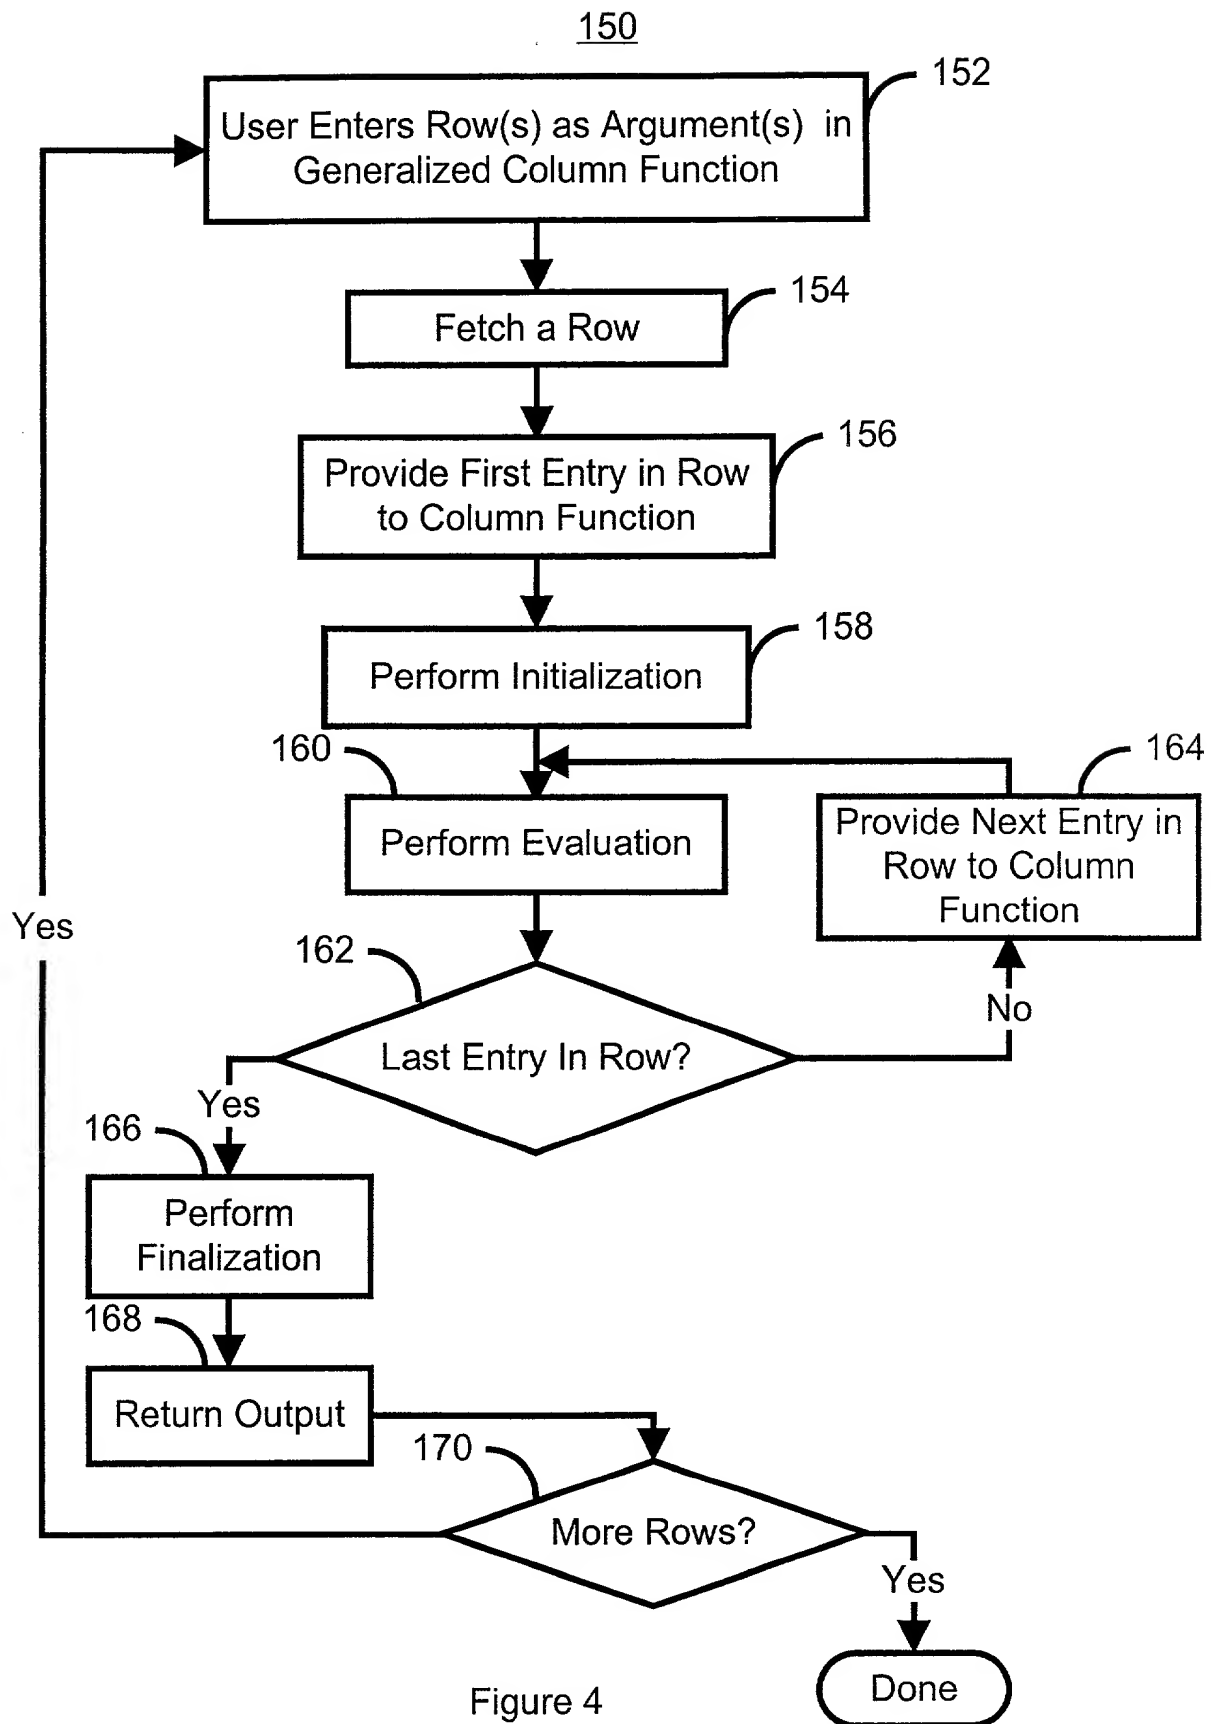 150
152
User Enters Row(s) as Argument(s) in
Generalized Column Function
154
Fetch a Row
156
Provide First Entry in Row
to Column Function
158
Perform Initialization
160
Perform Evaluation
164
Provide Next Entry in
Row to Column
Function
Yes
162
Last Entry In Row?
No
Yes
166
Perform
Finalization
168
Return Output
170
More Rows?
Yes
Done
Figure 4